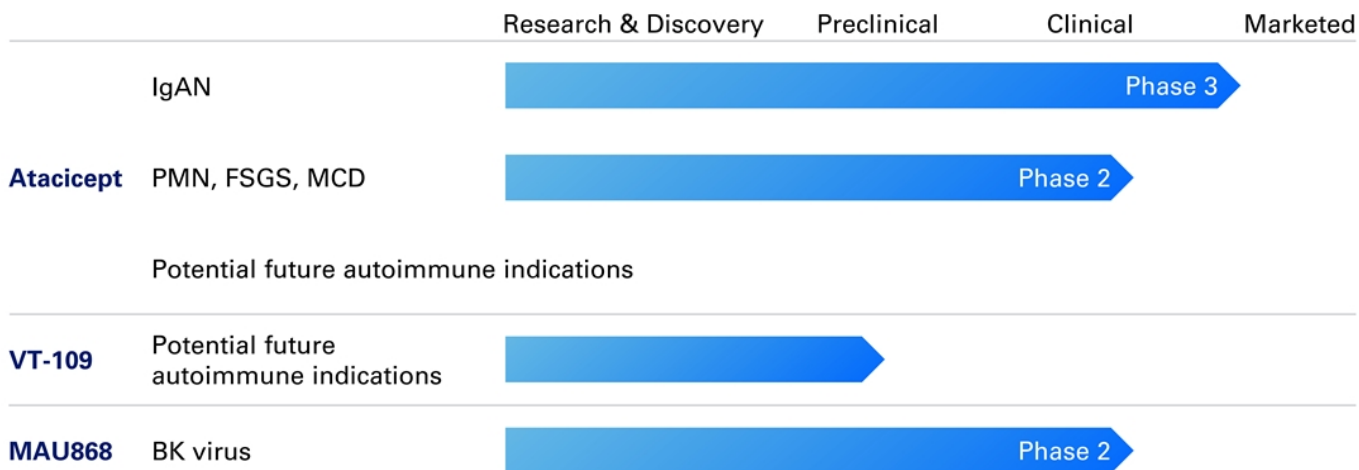 Research & Discovery Preclinical Clinical Marketed
IgAN Phase 3
Atacicept PMN, FSGS, MCD Phase 2
Potential future autoimmune indications
VT-109 Potential future
autoimmune indications
MAU868 BK virus Phase 2